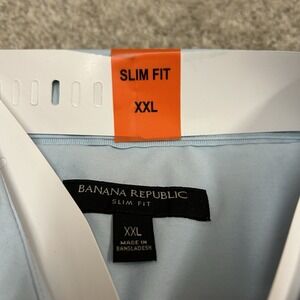 SLIM FIT
XXL
BANANA REPUBLIC
SLIM FIT
XXL
MADE IN
BANGLADESH